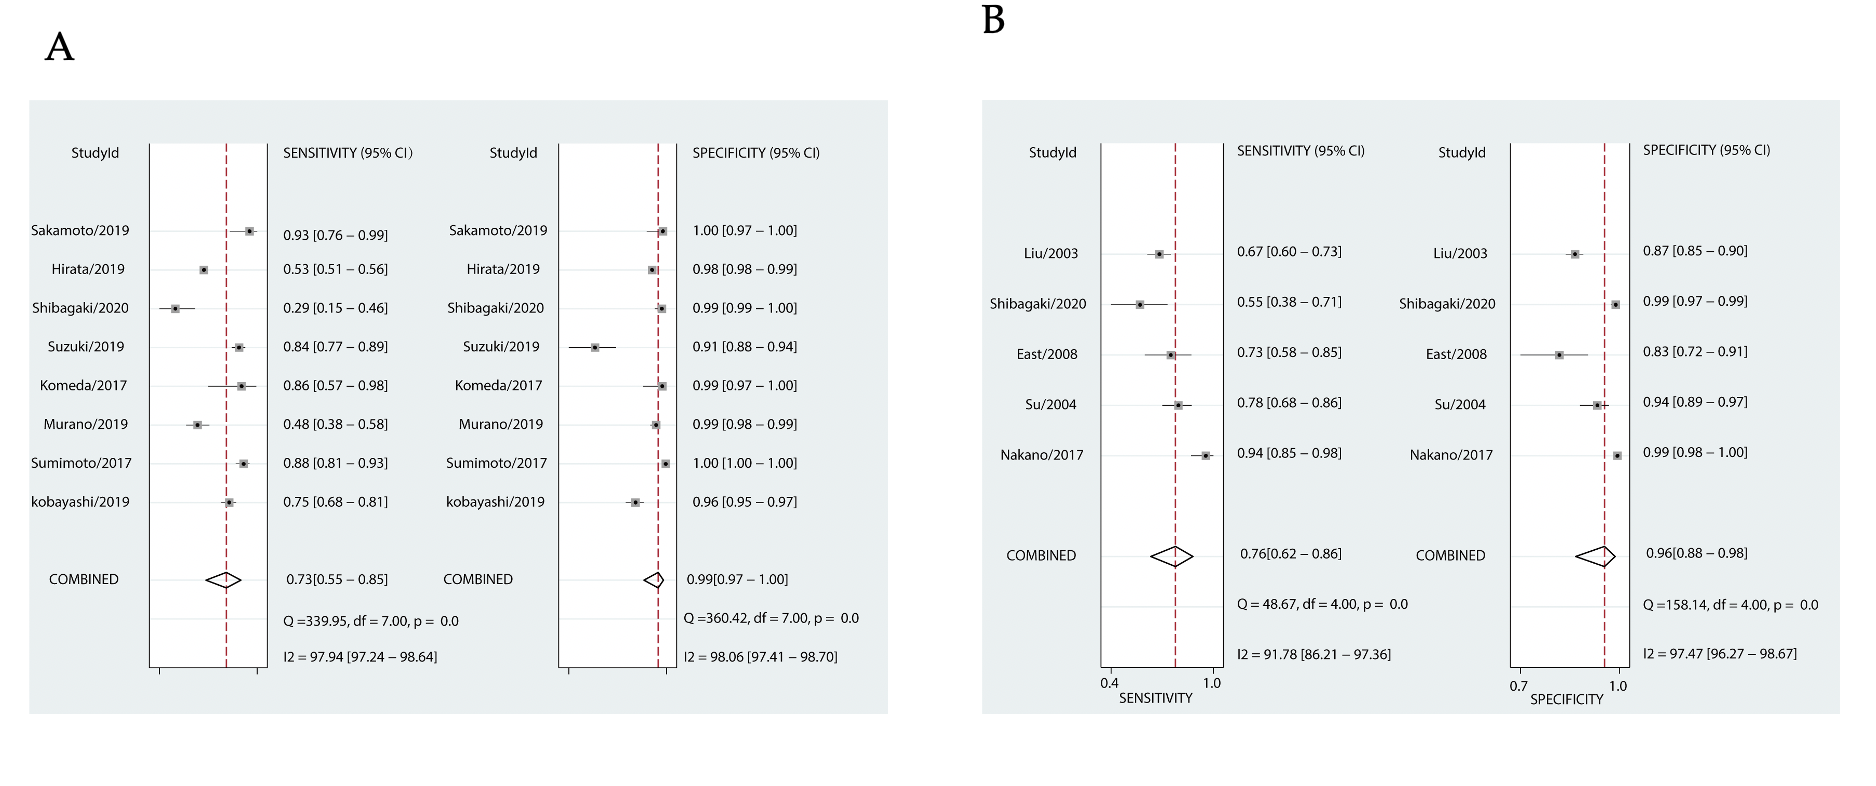 A
B
StudyId SENSITIVITY (95% CI) StudyId SPECIFICITY (95% CI)
Sakamoto/2019 0.93 [0.76 – 0.99] Sakamoto/2019 1.00 [0.97 – 1.00]
Hirata/2019 0.53 [0.51 – 0.56] Hirata/2019 0.98 [0.98 – 0.99]
Shibagaki/2020 0.29 [0.15 – 0.46] Shibagaki/2020 0.99 [0.99 – 1.00]
Suzuki/2019 0.84 [0.77 – 0.89] Suzuki/2019 0.91 [0.88 – 0.94]
Komeda/2017 0.86 [0.57 – 0.98] Komeda/2017 0.99 [0.97 – 1.00]
Murano/2019 0.48 [0.38 – 0.58] Murano/2019 0.99 [0.98 – 0.99]
Sumimoto/2017 0.88 [0.81 – 0.93] Sumimoto/2017 1.00 [1.00 – 1.00]
kobayashi/2019 0.75 [0.68 – 0.81] kobayashi/2019 0.96 [0.95 – 0.97]
COMBINED 0.73[0.55 – 0.85] COMBINED 0.99[0.97 – 1.00]
Q =339.95, df = 7.00, p = 0.0 Q =360.42, df = 7.00, p = 0.0
I2 = 97.94 [97.24 – 98.64] I2 = 98.06 [97.41 – 98.70]
StudyId SENSITIVITY (95% CI) StudyId SPECIFICITY (95% CI)
Liu/2003 0.67 [0.60 – 0.73] Liu/2003 0.87 [0.85 – 0.90]
Shibagaki/2020 0.55 [0.38 – 0.71] Shibagaki/2020 0.99 [0.97 – 0.99]
East/2008 0.73 [0.58 – 0.85] East/2008 0.83 [0.72 – 0.91]
Su/2004 0.78 [0.68 – 0.86] Su/2004 0.94 [0.89 – 0.97]
Nakano/2017 0.94 [0.85 – 0.98] Nakano/2017 0.99 [0.98 – 1.00]
COMBINED 0.76[0.62 – 0.86] COMBINED 0.96[0.88 – 0.98]
Q = 48.67, df = 4.00, p = 0.0 Q =158.14, df = 4.00, p = 0.0
I2 = 91.78 [86.21 – 97.36] I2 = 97.47 [96.27 – 98.67]
0.4 1.0 0.7 1.0
SENSITIVITY SPECIFICITY